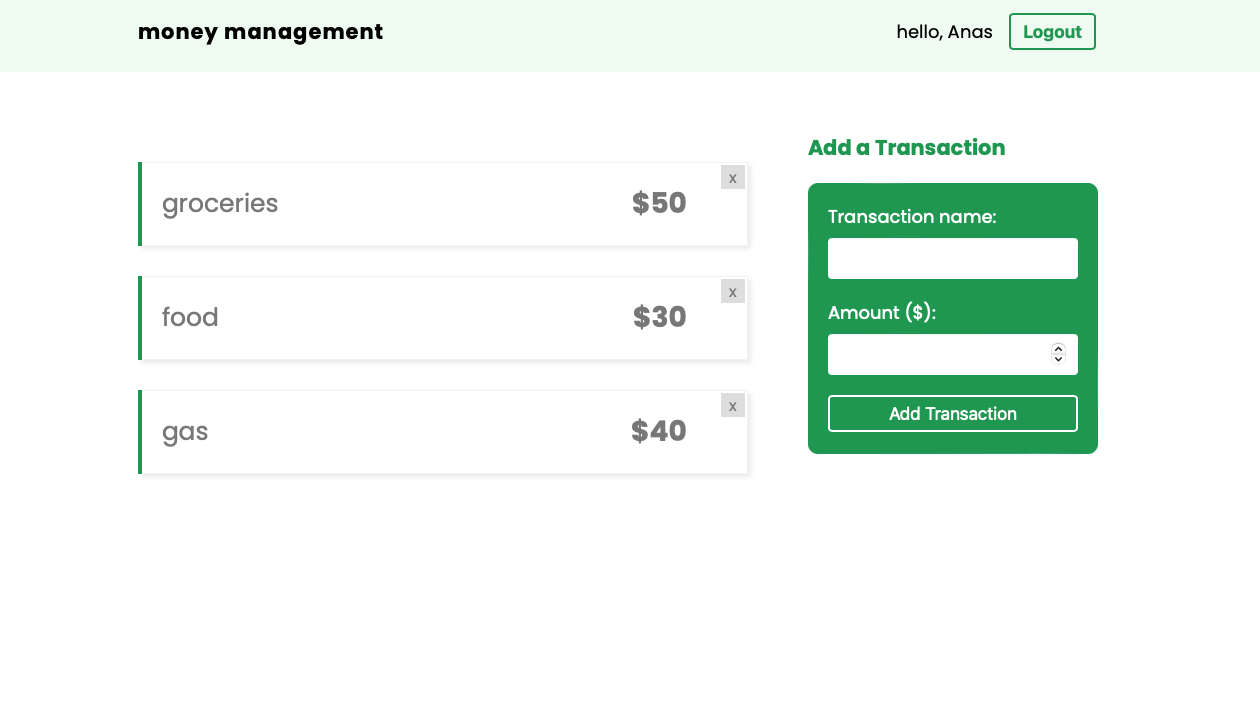 money management
hello, Anas
Logout
groceries
$50
x
food
$30
x
gas
$40
x
Add a Transaction
Transaction name:
Amount ($):
Add Transaction